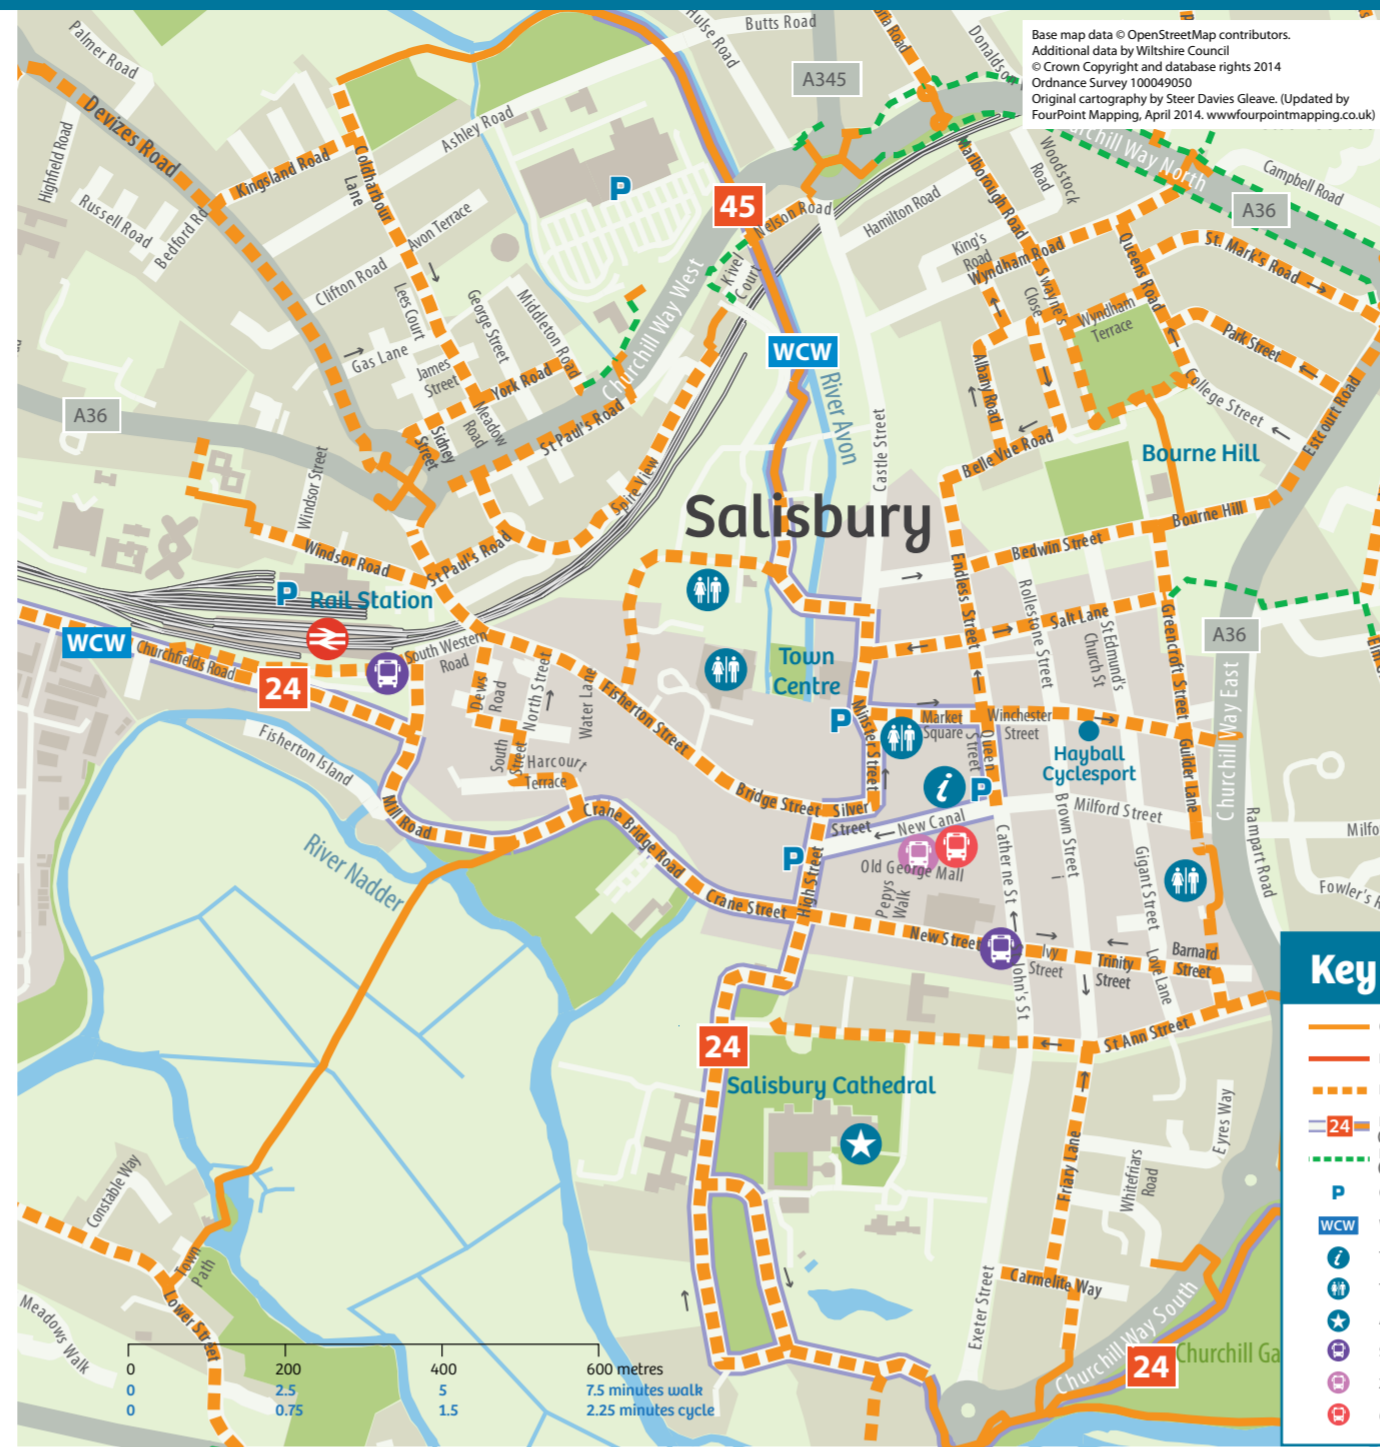 Base map data © OpenStreetMap contributors.
Additional data by Wiltshire Council
© Crown Copyright and database rights 2014
Ordnance Survey 100049050
Original cartography by Steer Davies Gleave. (Updated by
FourPoint Mapping, April 2014. wwwfourpointmapping.co.uk)
Palmer Road
Hulse Road
Butts Road
A345
Devizes Road
Highfield Road
Kingsland Road
Coldharbour
Lane
Ashley Road
P
45
Nelson Road
Hamilton Road
Marlborough Road
Woodstock
Road
Churchill Way North
Campbell Road
A36
Russell Road
Bedford Rd
Avon Terrace
Clifton Road
Lees Court
George Street
Middleton Road
Churchill Way West
Kivel
Court
King's
Road
Wyndham Road
Swayne's
Close
Queens Road
St. Mark's Road
Wyndham
Terrace
Park Street
Gas Lane
James
Street
York Road
Meadow
Road
Sidney
Street
WCW
River Avon
Castle Street
Albany Road
College Street
Estcourt Road
A36
St Paul's Road
Spire View
Belle Vue Road
Bourne Hill
Salisbury
Bourne Hill
Windsor Street
Windsor Road
St Paul's Road
Bedwin Street
Endless Street
Rollestone Street
Salt Lane
St Edmund's
Church St
Greencroft Street
A36
P
Rail Station
WCW
Churchfields Road
24
South Western
Road
Dews
Road
North Street
Water Lane
Fisherton Street
Town
Centre
Minster Street
P
Market
Square
Queen
Street
Winchester
Street
Hayball
Cyclesport
Guilder Lane
Churchill Way East
Fisherton Island
South
Street
Harcourt
Terrace
Bridge Street
Silver
Street
New Canal
P
Brown Street
Milford Street
Rampart Road
Mill Road
Crane Bridge Road
P
High Street
Old George Mall
Catherine St
Gigant Street
River Nadder
Crane Street
Pepys
Walk
New Street
Ivy
Street
Trinity
Street
Love Lane
Barnard
Street
John's St
St Ann Street
24
Salisbury Cathedral
Key
24
P
WCW
Constable Way
Town
Path
Lower Street
Meadows Walk
Friary Lane
Whitefriars
Road
Eyres Way
Exeter Street
Carmelite Way
Churchill Way South
24
0 200 400 600 metres
0 2.5 5 7.5 minutes walk
0 0.75 1.5 2.25 minutes cycle